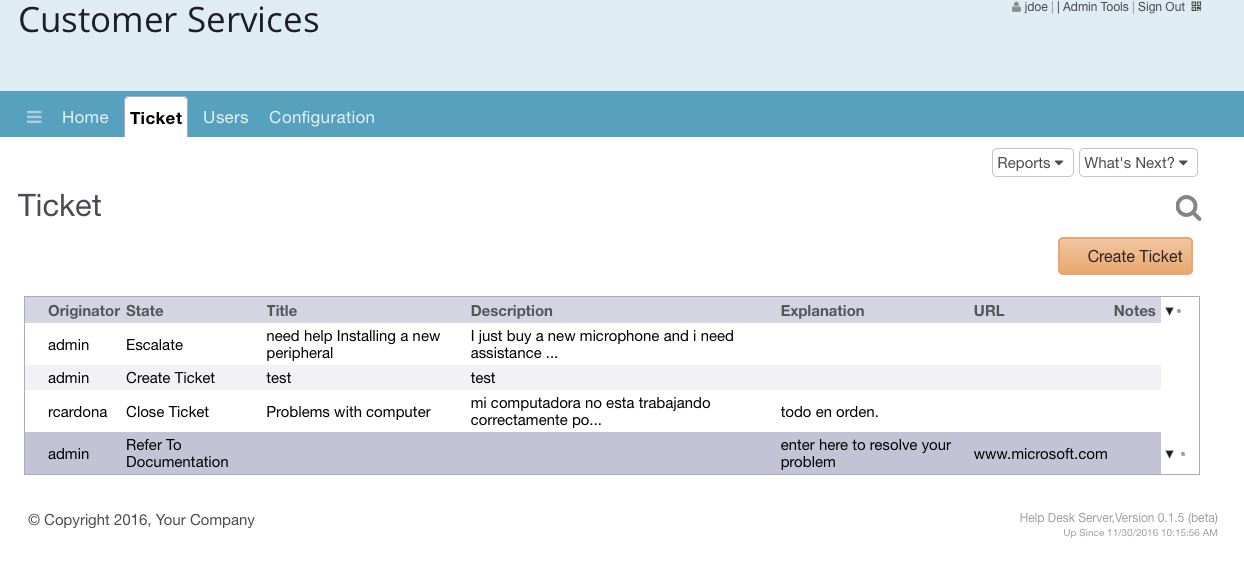 Customer Services
jdoe | | Admin Tools | Sign Out
Home Ticket Users Configuration
Reports What's Next?
Ticket
Create Ticket
Originator State Title Description Explanation URL Notes
admin Escalate need help Installing a new peripheral I just buy a new microphone and i need assistance ...
admin Create Ticket test test
rcardona Close Ticket Problems with computer mi computadora no esta trabajando correctamente po... todo en orden.
admin Refer To Documentation enter here to resolve your problem www.microsoft.com
© Copyright 2016, Your Company
Help Desk Server,Version 0.1.5 (beta)
Up Since 11/30/2016 10:15:56 AM